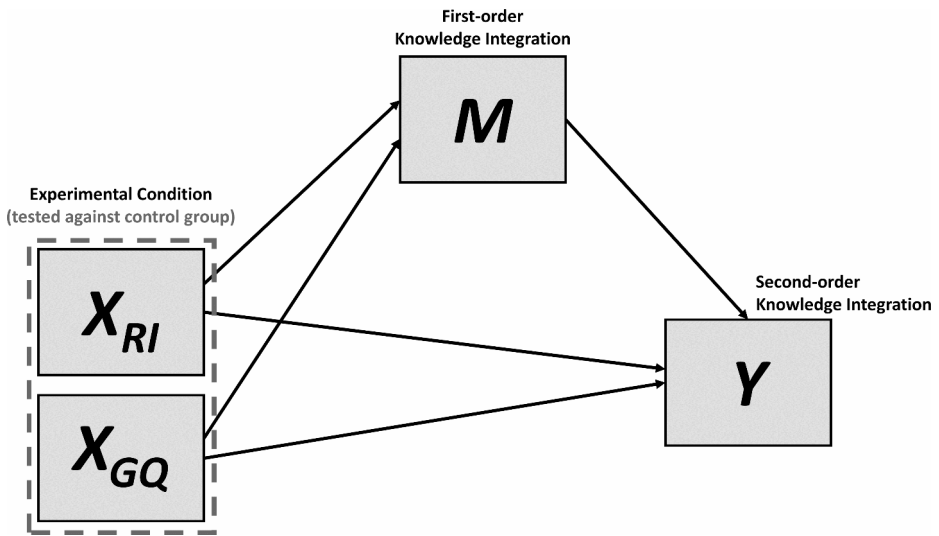 First-order
Knowledge Integration
M
Experimental Condition
(tested against control group)
X_RI
Second-order
Knowledge Integration
Y
X_GQ